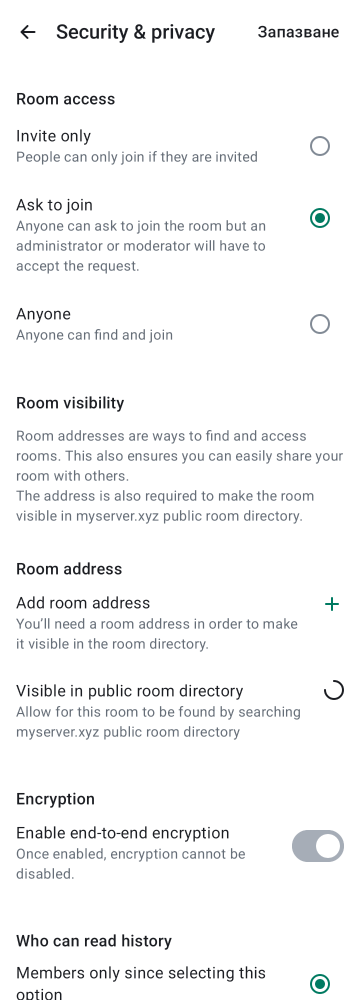 Security & privacy
Запазване
Room access
Invite only
People can only join if they are invited
Ask to join
Anyone can ask to join the room but an
administrator or moderator will have to
accept the request.
Anyone
Anyone can find and join
Room visibility
Room addresses are ways to find and access
rooms. This also ensures you can easily share your
room with others.
The address is also required to make the room
visible in myserver.xyz public room directory.
Room address
Add room address
You’ll need a room address in order to make
it visible in the room directory.
Visible in public room directory
Allow for this room to be found by searching
myserver.xyz public room directory
Encryption
Enable end-to-end encryption
Once enabled, encryption cannot be
disabled.
Who can read history
Members only since selecting this
option